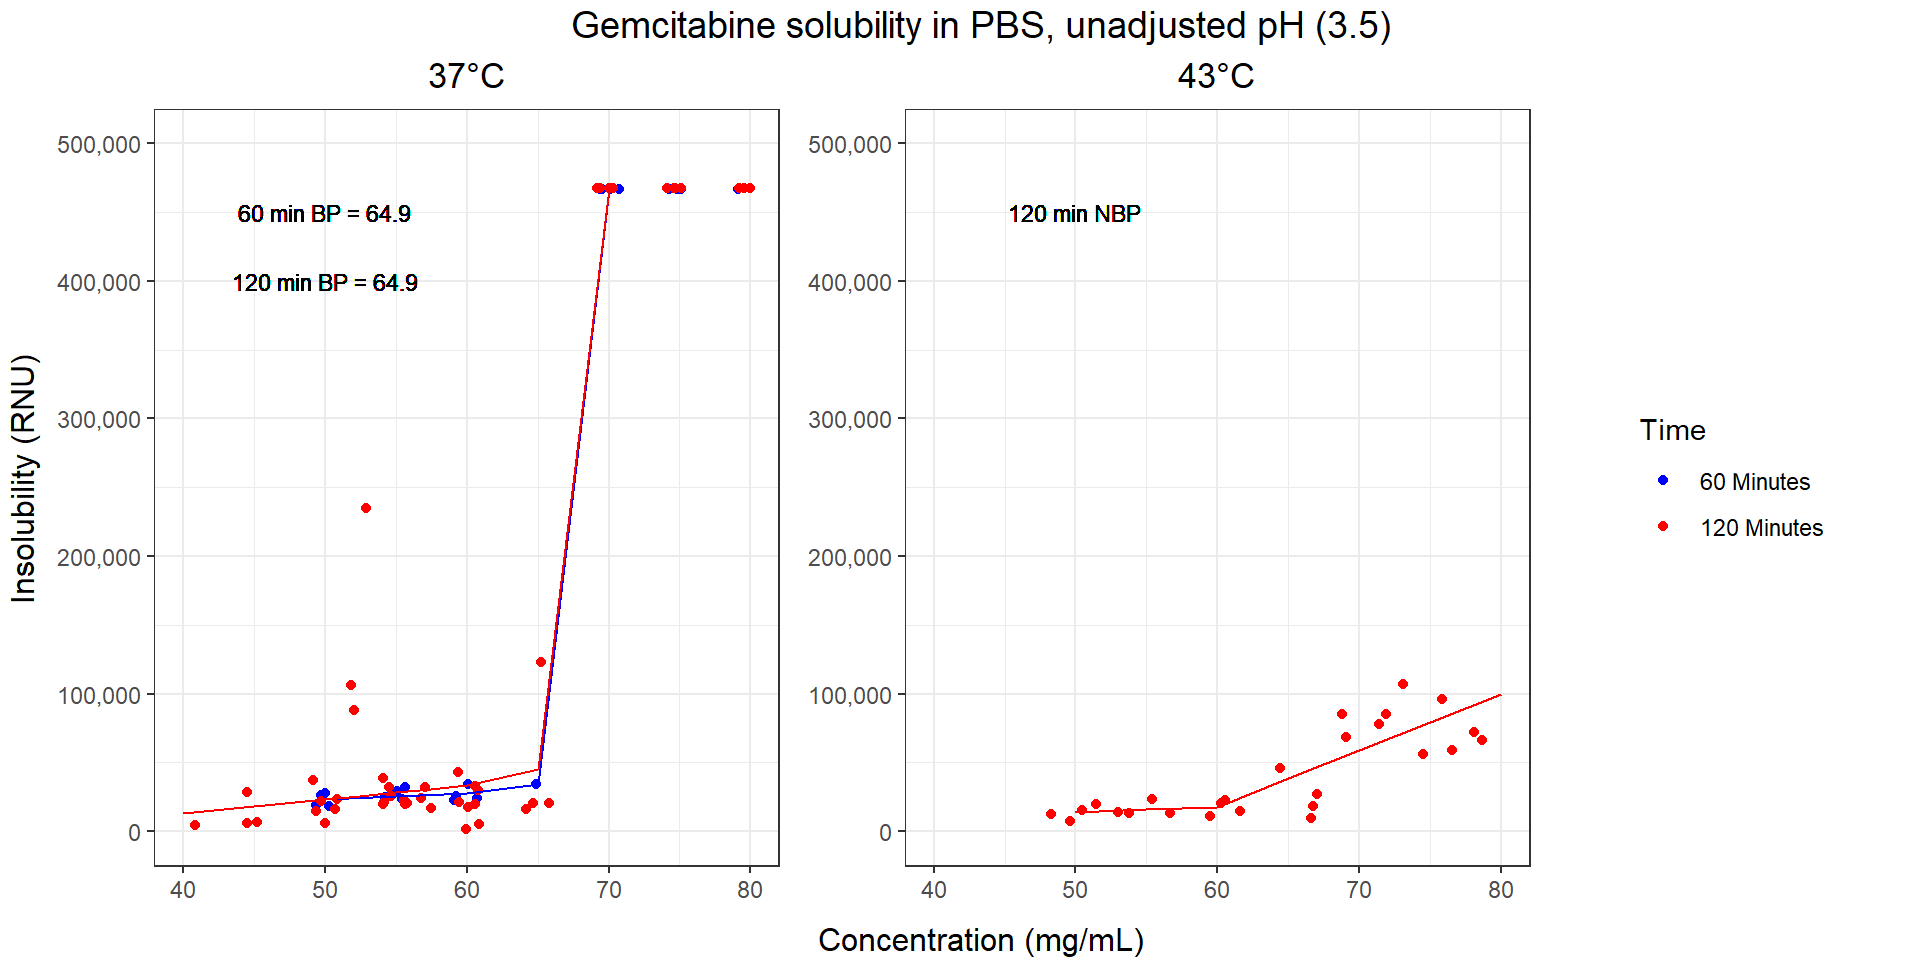 Gemcitabine solubility in PBS, unadjusted pH (3.5)
37°C
43°C
500,000
400,000
300,000
200,000
100,000
0
60 min BP = 64.9
120 min BP = 64.9
40 50 60 70 80
500,000
400,000
300,000
200,000
100,000
0
120 min NBP
40 50 60 70 80
Insolubility (RNU)
Concentration (mg/mL)
Time
60 Minutes
120 Minutes